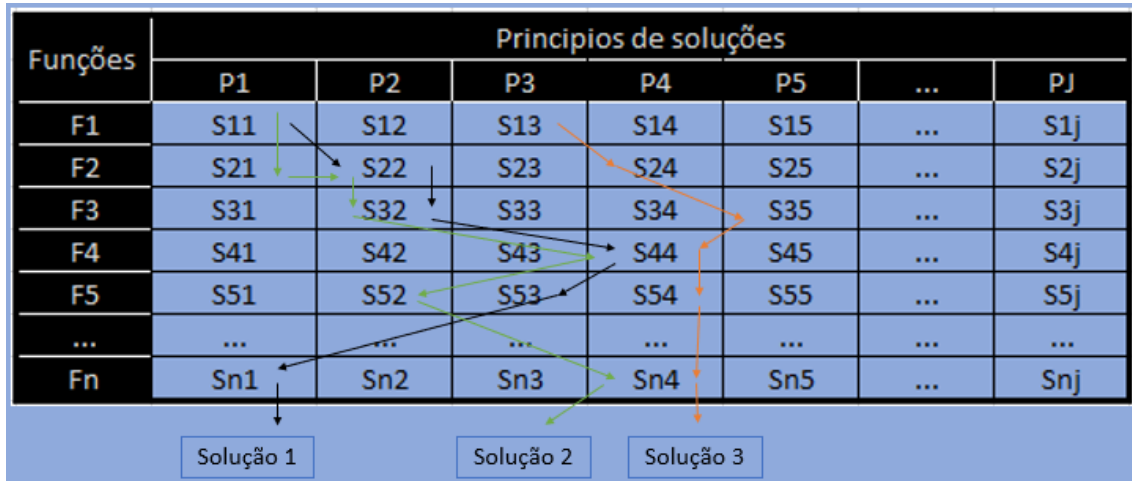 Funções Principios de soluções
P1 P2 P3 P4 P5 ... PJ
F1 S11 S12 S13 S14 S15 ... S1j
F2 S21 S22 S23 S24 S25 ... S2j
F3 S31 S32 S33 S34 S35 ... S3j
F4 S41 S42 S43 S44 S45 ... S4j
F5 S51 S52 S53 S54 S55 ... S5j
... ... ... ... ... ... ... ...
Fn Sn1 Sn2 Sn3 Sn4 Sn5 ... Snj
Solução 1 Solução 2 Solução 3